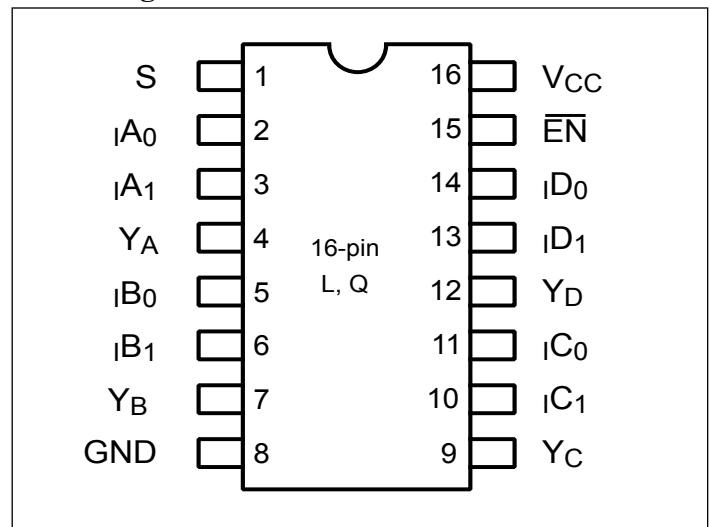 S 1 16 VCC
IA0 2 15 EN
IA1 3 14 ID0
YA 4 13 ID1
16-pin
L, Q
IB0 5 12 YD
IB1 6 11 IC0
YB 7 10 IC1
GND 8 9 YC